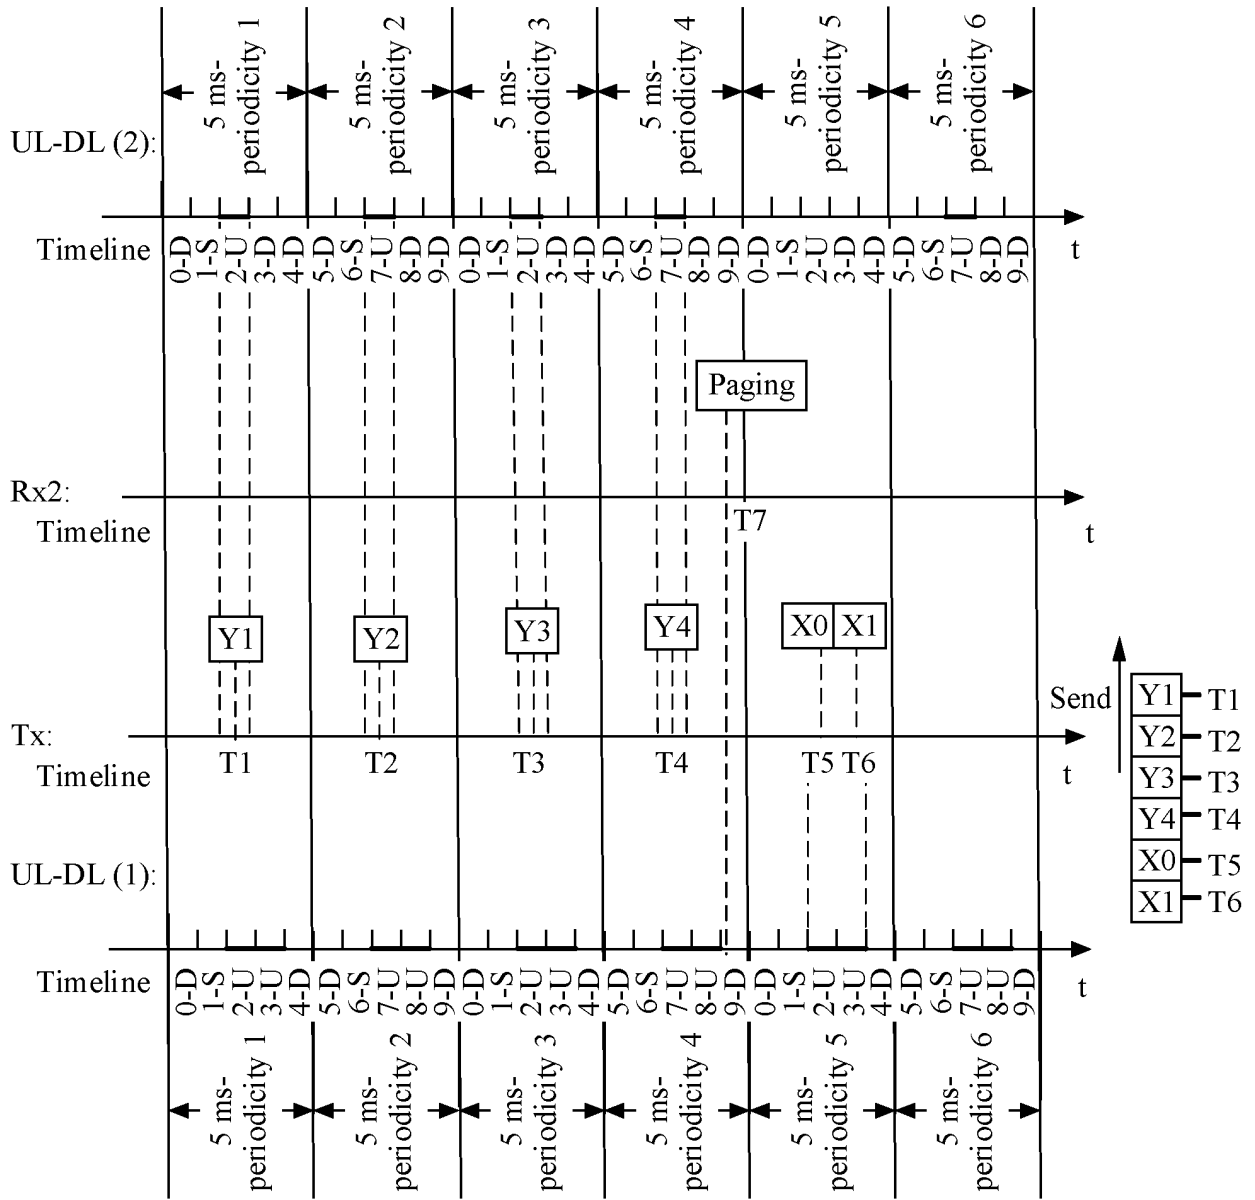 5 ms-
periodicity 1
5 ms-
periodicity 2
5 ms-
periodicity 3
5 ms-
periodicity 4
5 ms-
periodicity 5
5 ms-
periodicity 6
UL-DL (2):
Timeline
0-D 1-S 2-U 3-D 4-D 5-D 6-S 7-U 8-D 9-D 0-D 1-S 2-U 3-D 4-D 5-D 6-S 7-U 8-D 9-D 0-D 1-S 2-U 3-D 4-D 5-D 6-S 7-U 8-D 9-D
t
Paging
Rx2:
Timeline
T7
t
Y1 Y2 Y3 Y4 X0 X1
Tx:
Timeline
T1 T2 T3 T4 T5 T6
t
Send
Y1 T1
Y2 T2
Y3 T3
Y4 T4
X0 T5
X1 T6
UL-DL (1):
Timeline
0-D 1-S 2-U 3-U 4-D 5-D 6-S 7-U 8-U 9-D 0-D 1-S 2-U 3-U 4-D 5-D 6-S 7-U 8-U 9-D 0-D 1-S 2-U 3-U 4-D 5-D 6-S 7-U 8-U 9-D
t
5 ms-
periodicity 1
5 ms-
periodicity 2
5 ms-
periodicity 3
5 ms-
periodicity 4
5 ms-
periodicity 5
5 ms-
periodicity 6